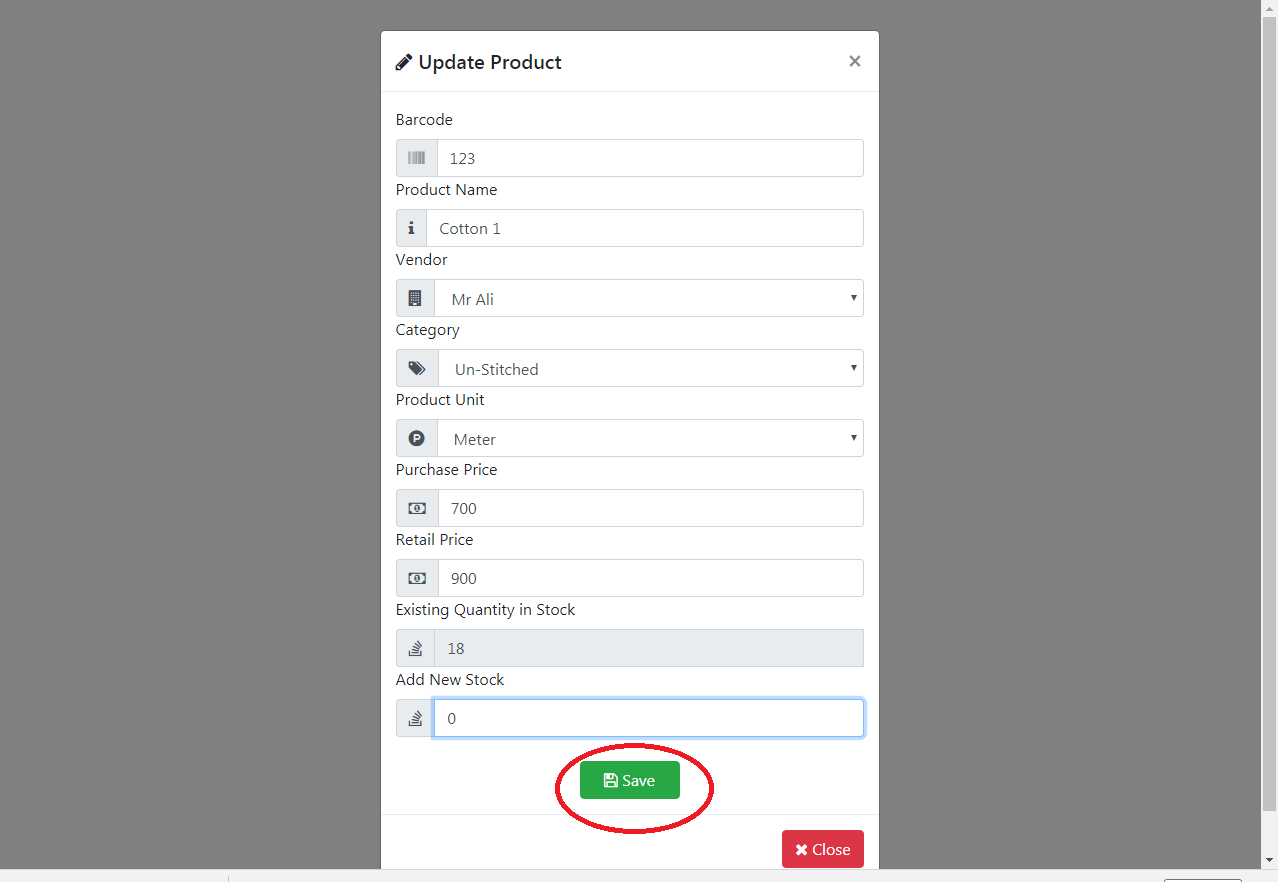 Update Product ×
Barcode
123
Product Name
Cotton 1
Vendor
Mr Ali
Category
Un-Stitched
Product Unit
Meter
Purchase Price
700
Retail Price
900
Existing Quantity in Stock
18
Add New Stock
0
Save
Close